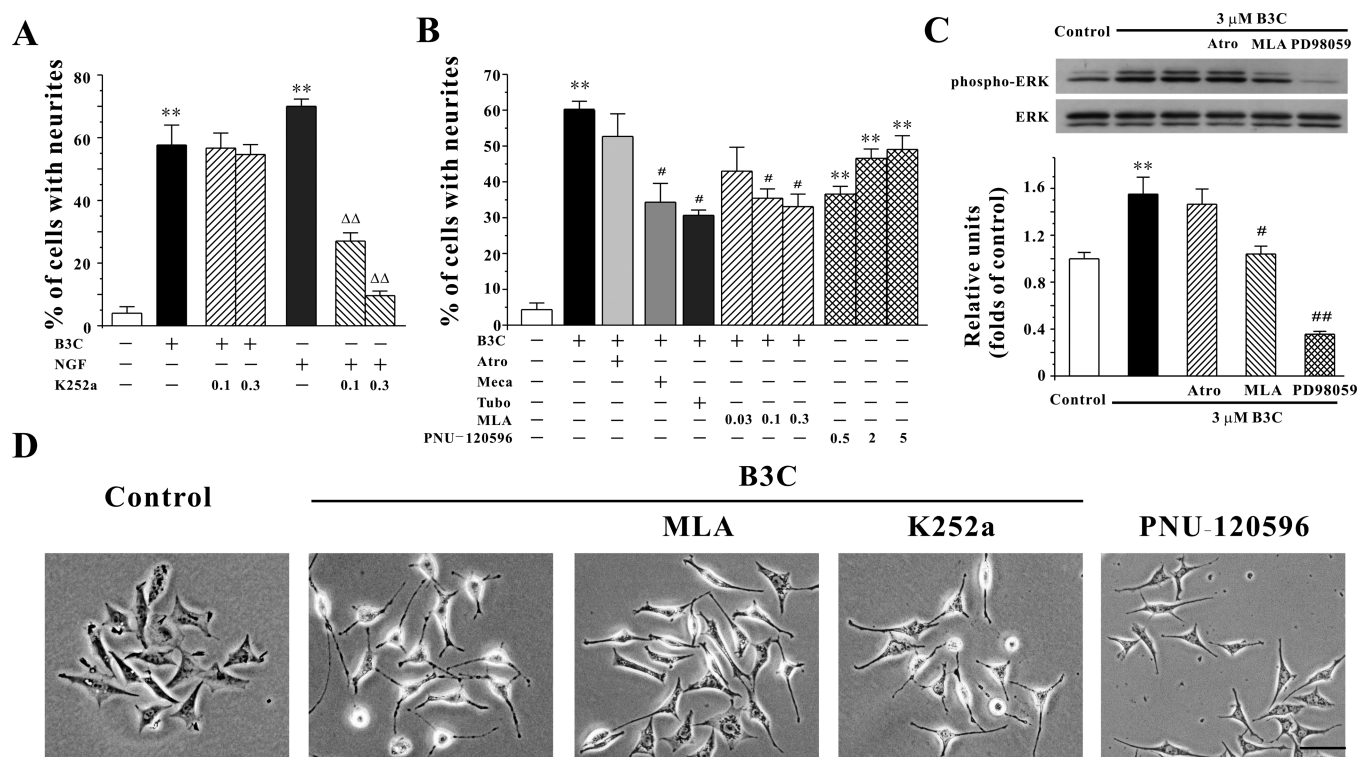 A
% of cells with neurites
80
70
60
50
40
30
20
10
0
**
**
ΔΔ
ΔΔ
B3C − + + + − − −
NGF − − − − + + +
K252a − − 0.1 0.3 − 0.1 0.3
B
% of cells with neurites
70
60
50
40
30
20
10
0
**
#
#
#
#
**
**
**
B3C − + + + + + + + − − −
Atro − − + − − − − − − − −
Meca − − − + − − − − − − −
Tubo − − − − + − − − − − −
MLA − − − − − 0.03 0.1 0.3 − − −
PNU−120596 − − − − − − − − 0.5 2 5
C
3 μM B3C
Control
Atro MLA PD98059
phospho-ERK
ERK
Relative units
(folds of control)
1.6
1.2
0.8
0.4
0
**
#
##
Control Atro MLA PD98059
3 μM B3C
D
B3C
Control MLA K252a PNU-120596